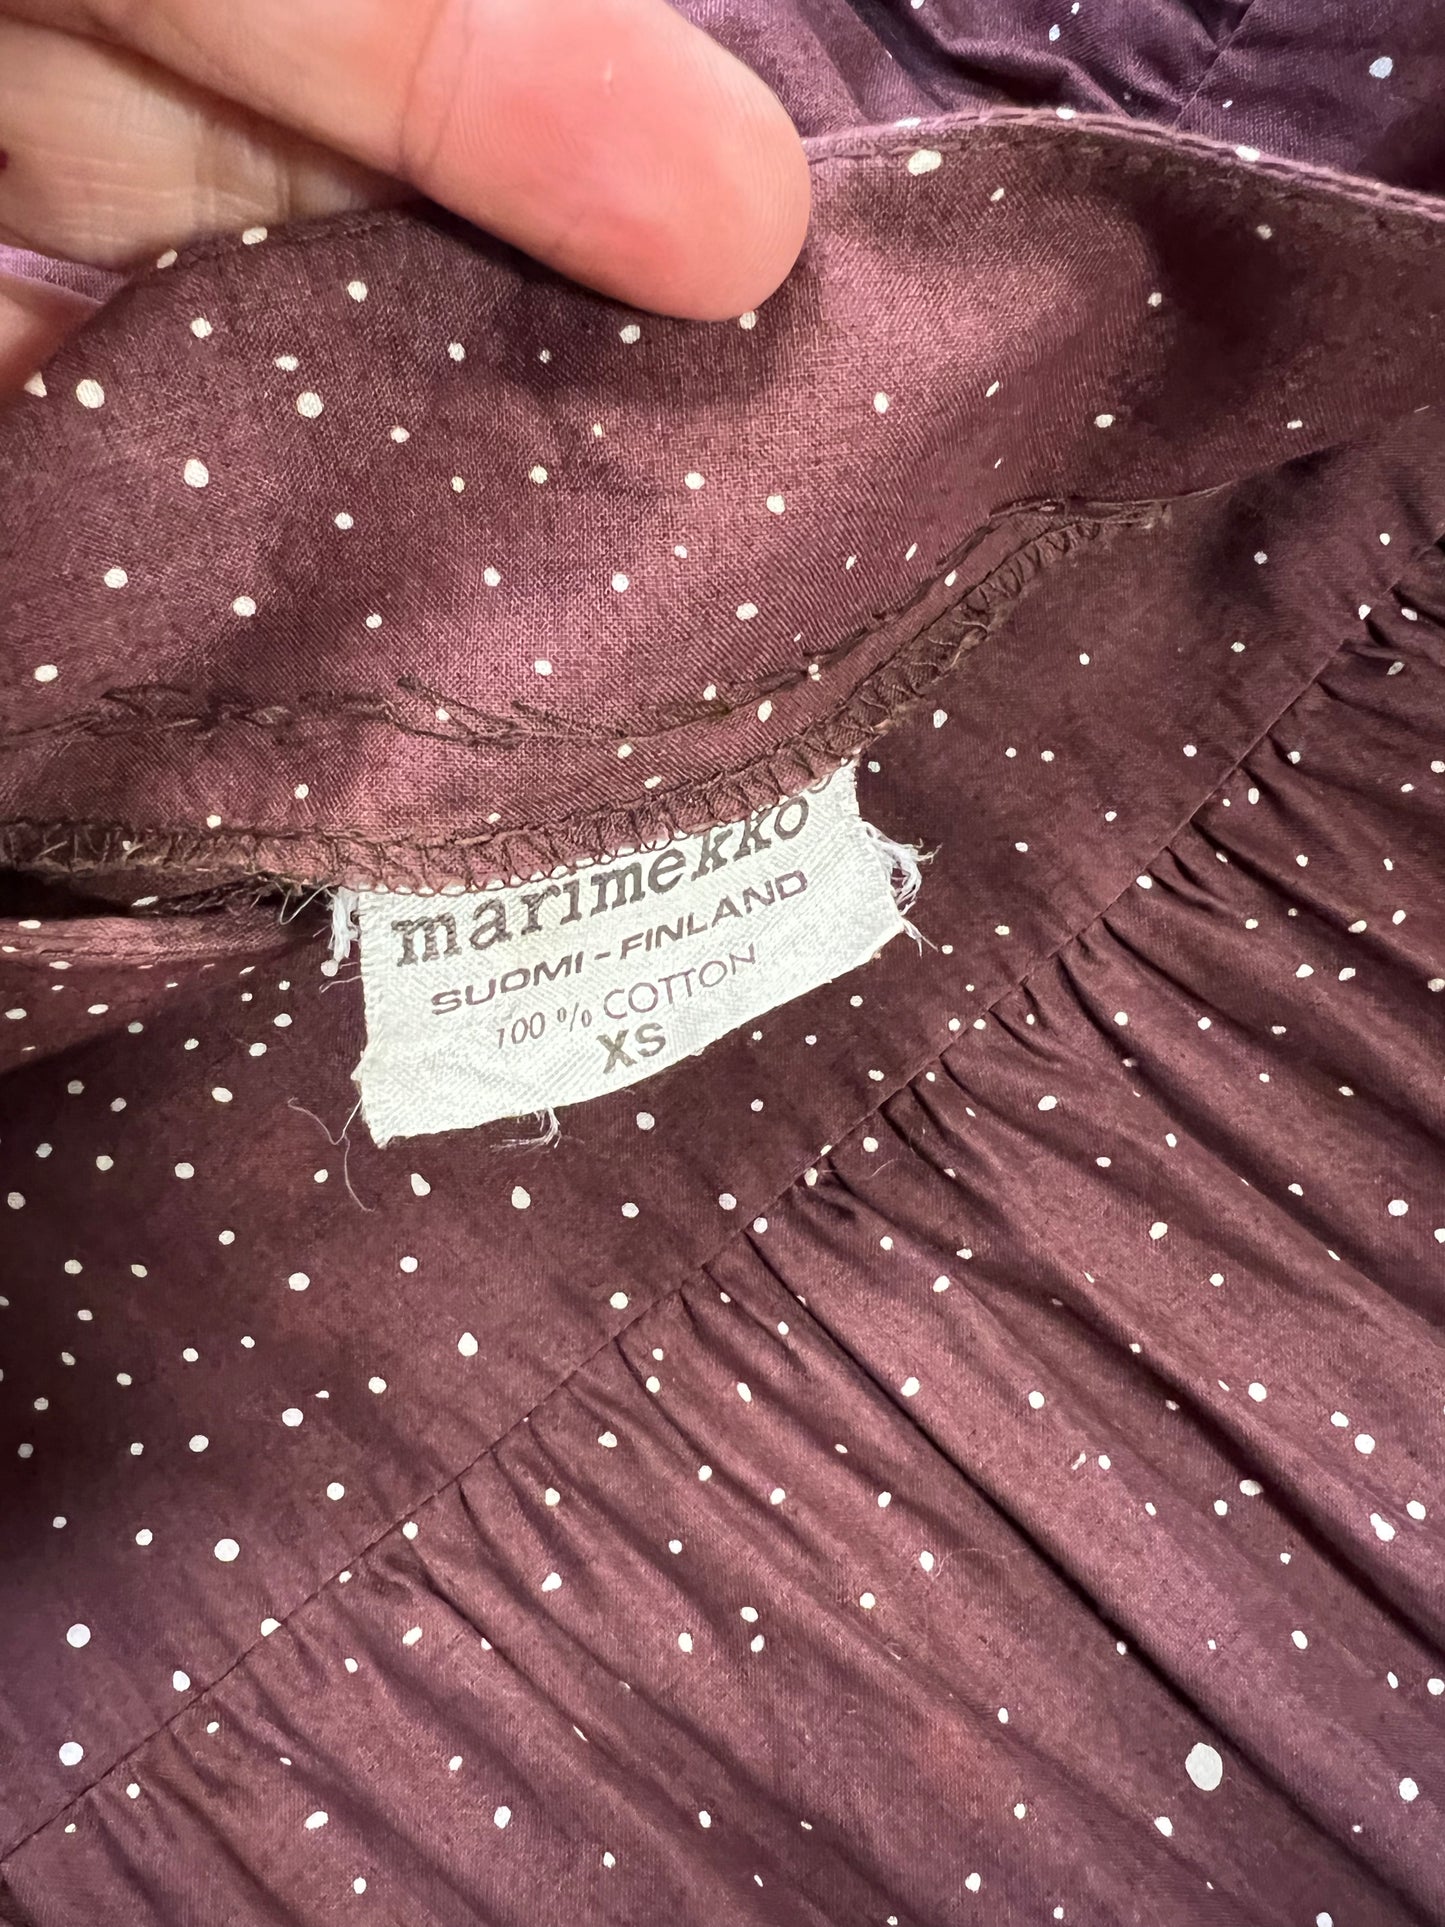 marimekko®
SUOMI-FINLAND
100 % COTTON
XS